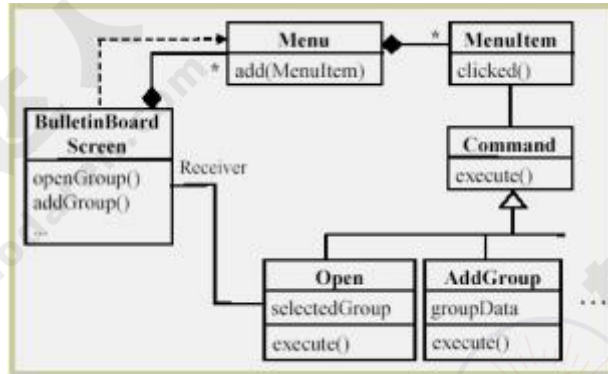 Menu
add(MenuItem)
*
*
MenuItem
clicked()
BulletinBoard
Screen
openGroup()
addGroup()
...
Receiver
Command
execute()
Open
selectedGroup
execute()
AddGroup
groupData
execute()
....